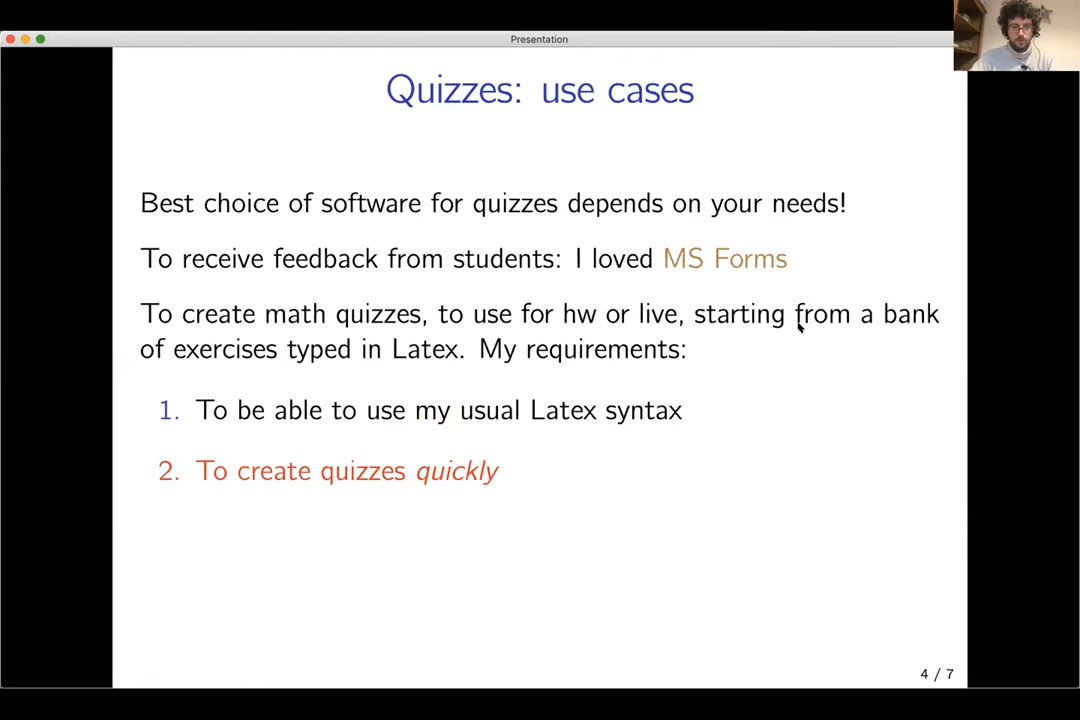 Presentation
Quizzes: use cases
Best choice of software for quizzes depends on your needs!
To receive feedback from students: I loved MS Forms
To create math quizzes, to use for hw or live, starting from a bank
of exercises typed in Latex. My requirements:
1. To be able to use my usual Latex syntax
2. To create quizzes quickly
4 / 7